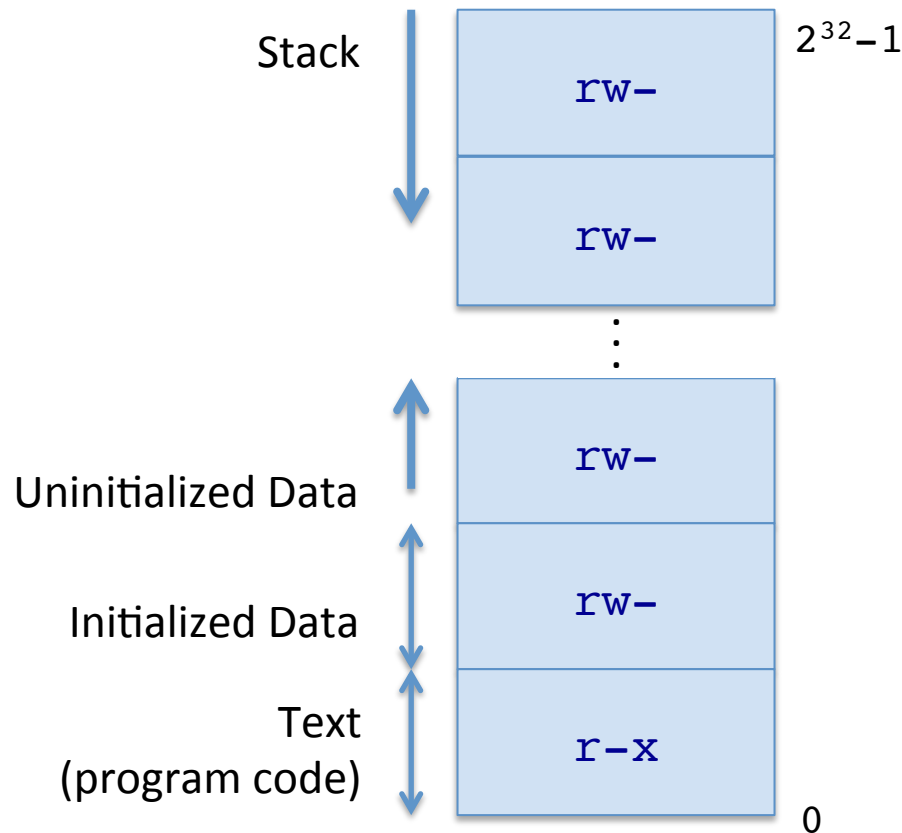 Stack
2³²-1
rw-
rw-
⋮
rw-
Uninitialized Data
rw-
Initialized Data
Text
(program code)
r-x
0